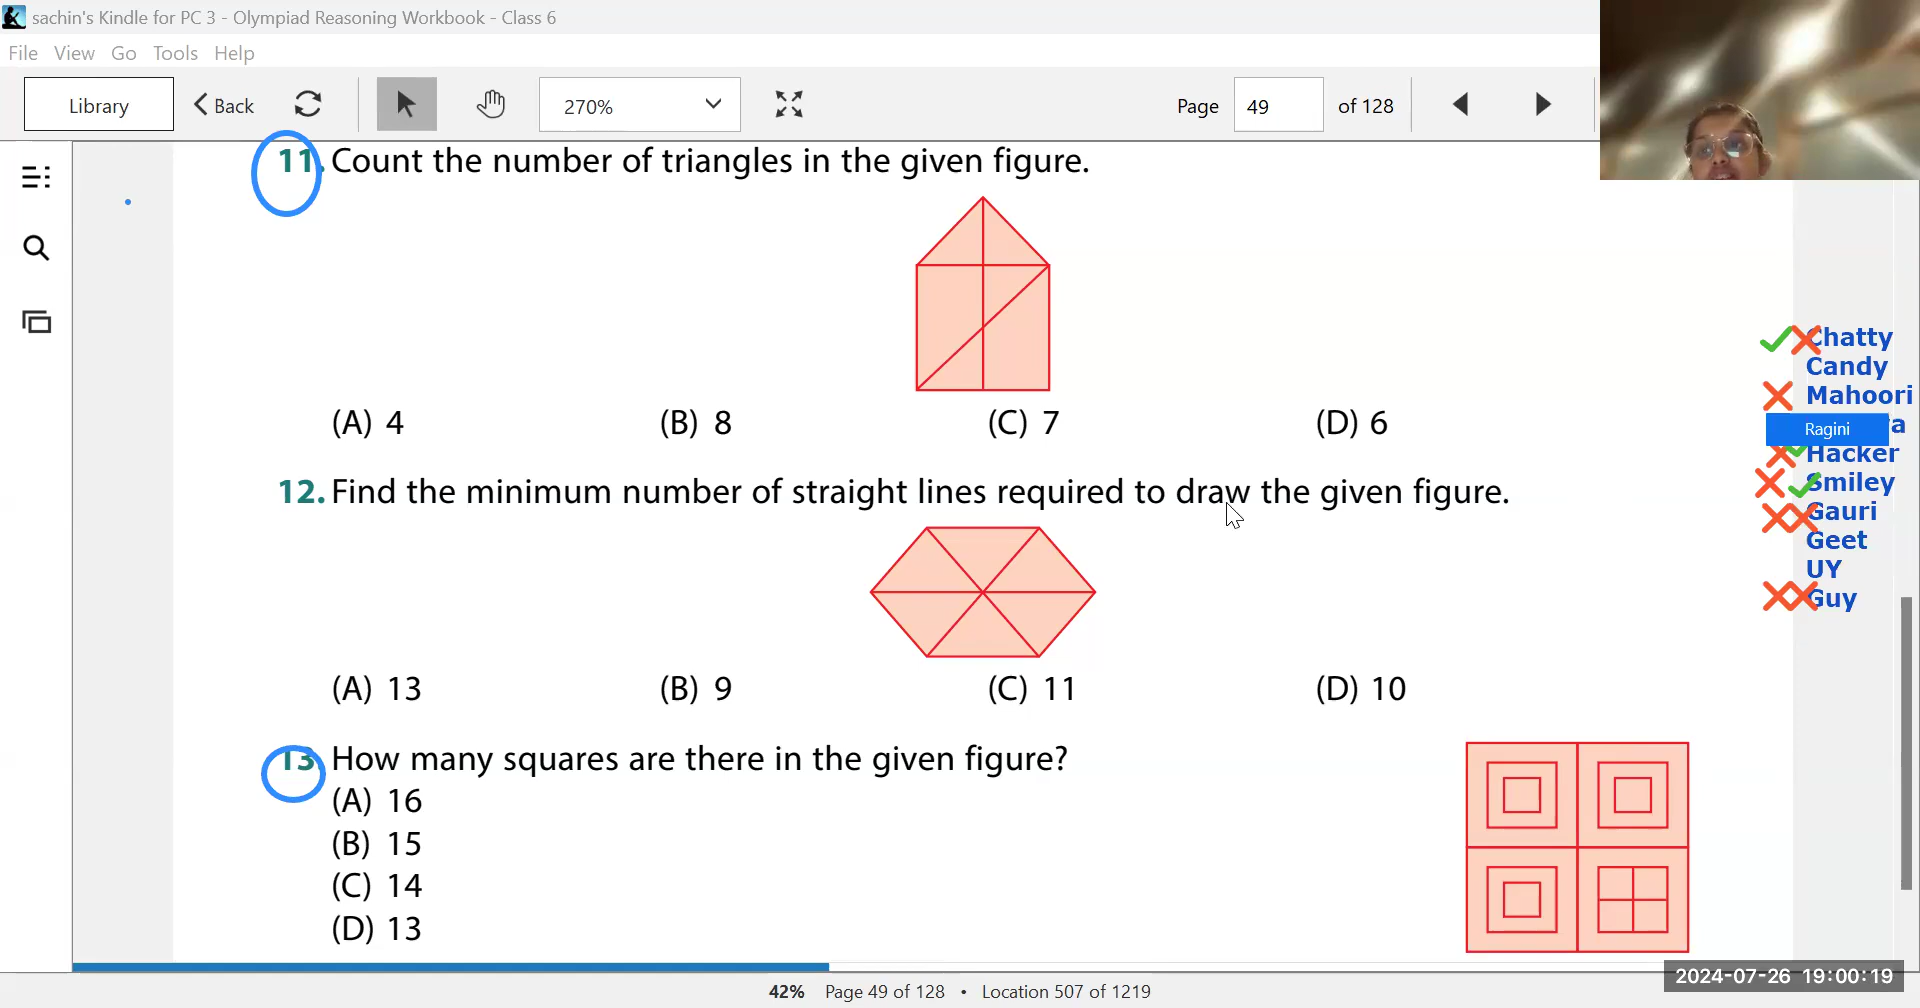 sachin's Kindle for PC 3 - Olympiad Reasoning Workbook - Class 6
File View Go Tools Help
Library Back 270% Page 49 of 128
11. Count the number of triangles in the given figure.
(A) 4 (B) 8 (C) 7 (D) 6
12. Find the minimum number of straight lines required to draw the given figure.
(A) 13 (B) 9 (C) 11 (D) 10
13. How many squares are there in the given figure?
(A) 16
(B) 15
(C) 14
(D) 13
Chatty
Candy
Mahoori
Ragini
Hacker
Smiley
Gauri
Geet
UY
Guy
2024-07-26 19:00:19
42% Page 49 of 128 • Location 507 of 1219